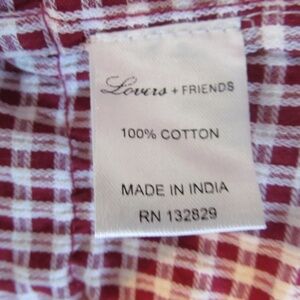 Lovers + FRIENDS
100% COTTON
MADE IN INDIA
RN 132829